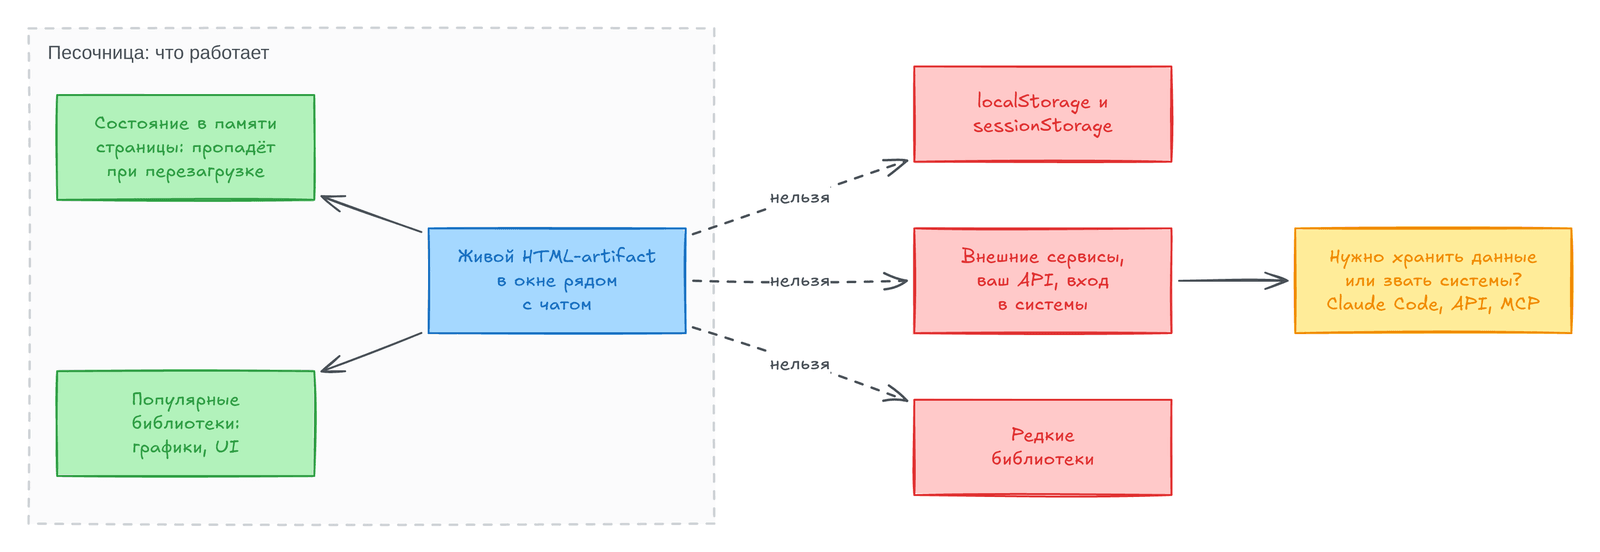 Песочница: что работает
Состояние в памяти
страницы: пропадёт
при перезагрузке
Популярные
библиотеки:
графики, UI
Живой HTML-artifact
в окне рядом
с чатом
нельзя
нельзя
нельзя
localStorage и
sessionStorage
Внешние сервисы,
ваш API, вход
в системы
Редкие
библиотеки
Нужно хранить данные
или звать системы?
Claude Code, API, MCP